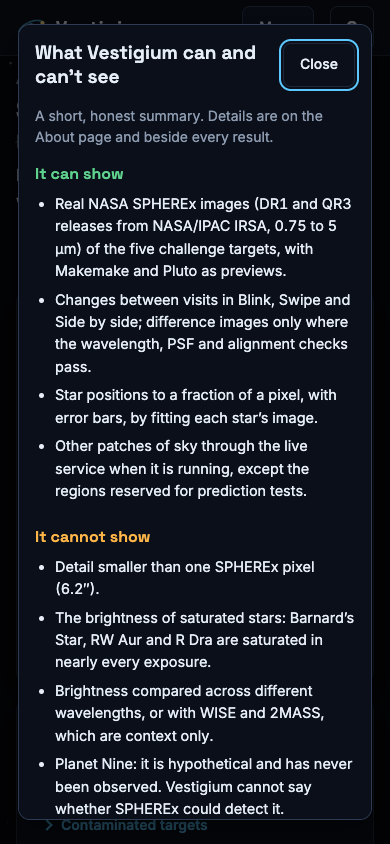 What Vestigium can and
can't see
Close
A short, honest summary. Details are on the
About page and beside every result.
It can show
• Real NASA SPHEREx images (DR1 and QR3
releases from NASA/IPAC IRSA, 0.75 to 5
µm) of the five challenge targets, with
Makemake and Pluto as previews.
• Changes between visits in Blink, Swipe and
Side by side; difference images only where
the wavelength, PSF and alignment checks
pass.
• Star positions to a fraction of a pixel, with
error bars, by fitting each star's image.
• Other patches of sky through the live
service when it is running, except the
regions reserved for prediction tests.
It cannot show
• Detail smaller than one SPHEREx pixel
(6.2″).
• The brightness of saturated stars: Barnard's
Star, RW Aur and R Dra are saturated in
nearly every exposure.
• Brightness compared across different
wavelengths, or with WISE and 2MASS,
which are context only.
• Planet Nine: it is hypothetical and has never
been observed. Vestigium cannot say
whether SPHEREx could detect it.
Contaminated targets